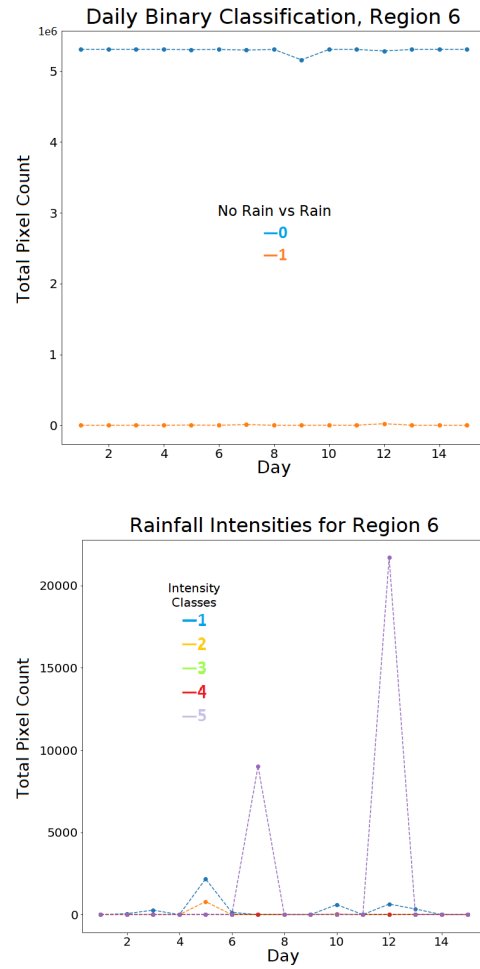 Daily Binary Classification, Region 6
1e6
5
4
3
2
1
0
Total Pixel Count
No Rain vs Rain
—0
—1
2 4 6 8 10 12 14
Day
Rainfall Intensities for Region 6
20000
15000
10000
5000
0
Total Pixel Count
Intensity
Classes
—1
—2
—3
—4
—5
2 4 6 8 10 12 14
Day